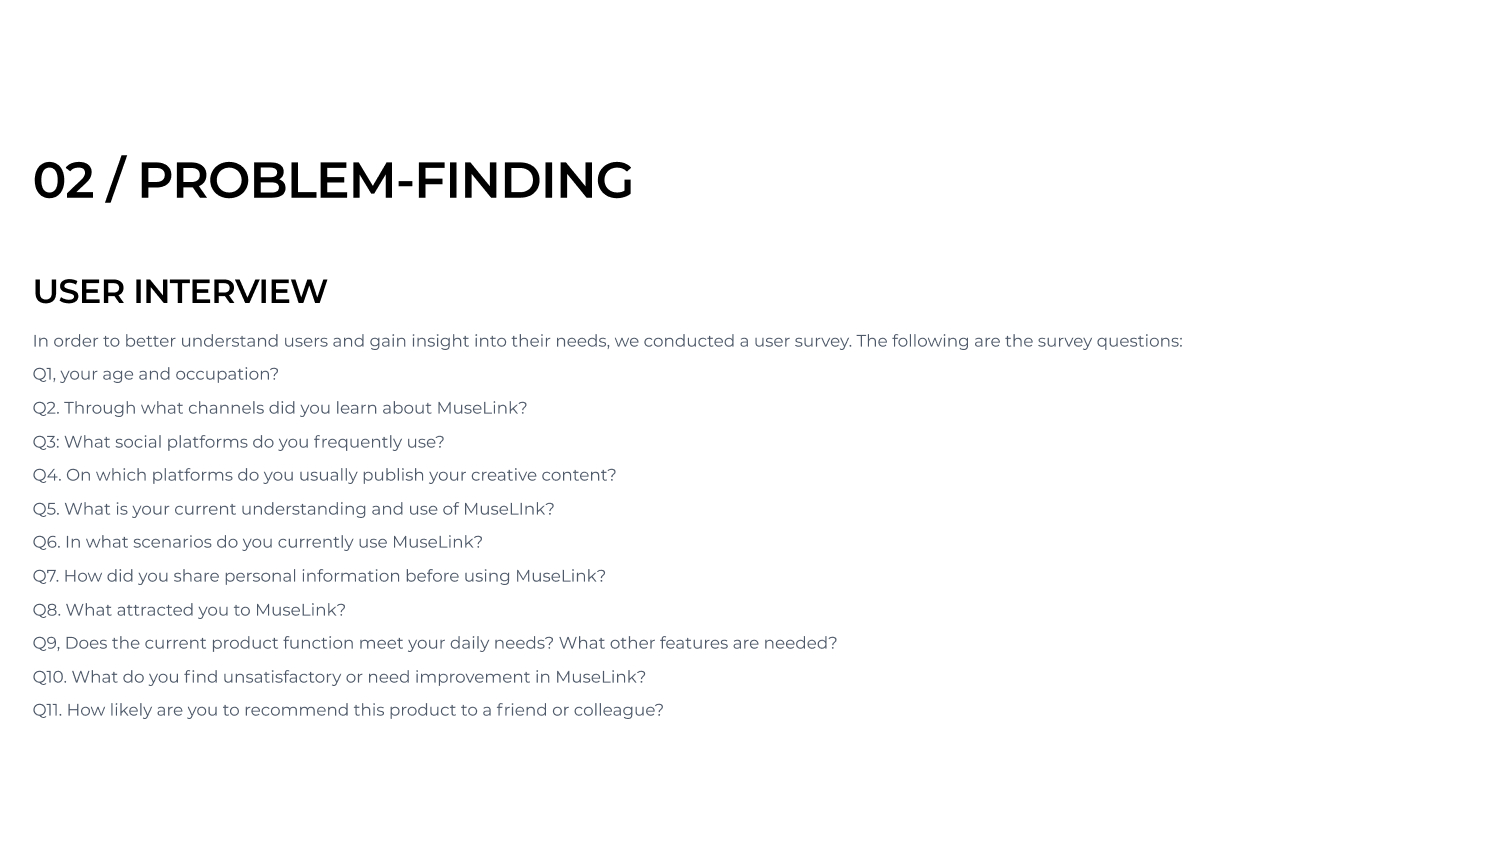 02 / PROBLEM-FINDING
USER INTERVIEW
In order to better understand users and gain insight into their needs, we conducted a user survey. The following are the survey questions:
Q1, your age and occupation?
Q2. Through what channels did you learn about MuseLink?
Q3: What social platforms do you frequently use?
Q4. On which platforms do you usually publish your creative content?
Q5. What is your current understanding and use of MuseLInk?
Q6. In what scenarios do you currently use MuseLink?
Q7. How did you share personal information before using MuseLink?
Q8. What attracted you to MuseLink?
Q9, Does the current product function meet your daily needs? What other features are needed?
Q10. What do you find unsatisfactory or need improvement in MuseLink?
Q11. How likely are you to recommend this product to a friend or colleague?